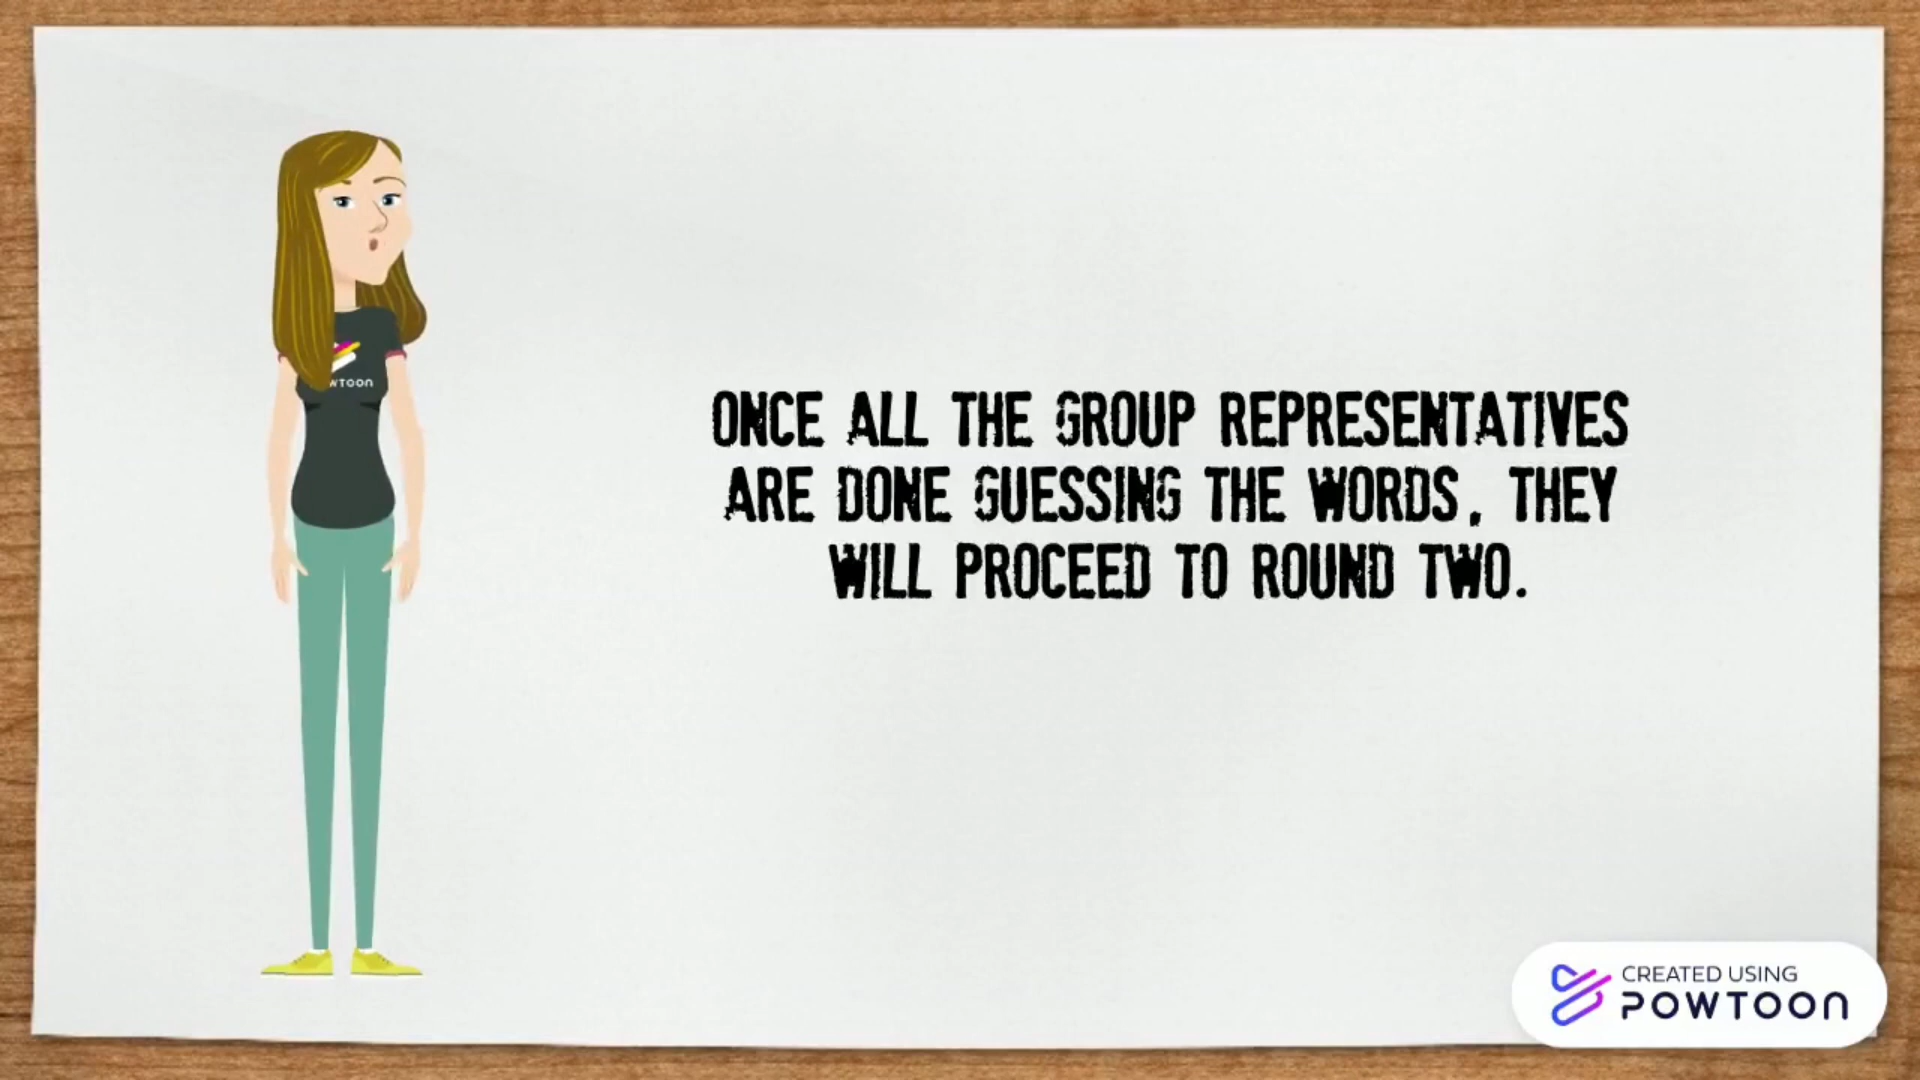 WTOON
ONCE ALL THE GROUP REPRESENTATIVES
ARE DONE GUESSING THE WORDS, THEY
WILL PROCEED TO ROUND TWO.
CREATED USING
POWTOON